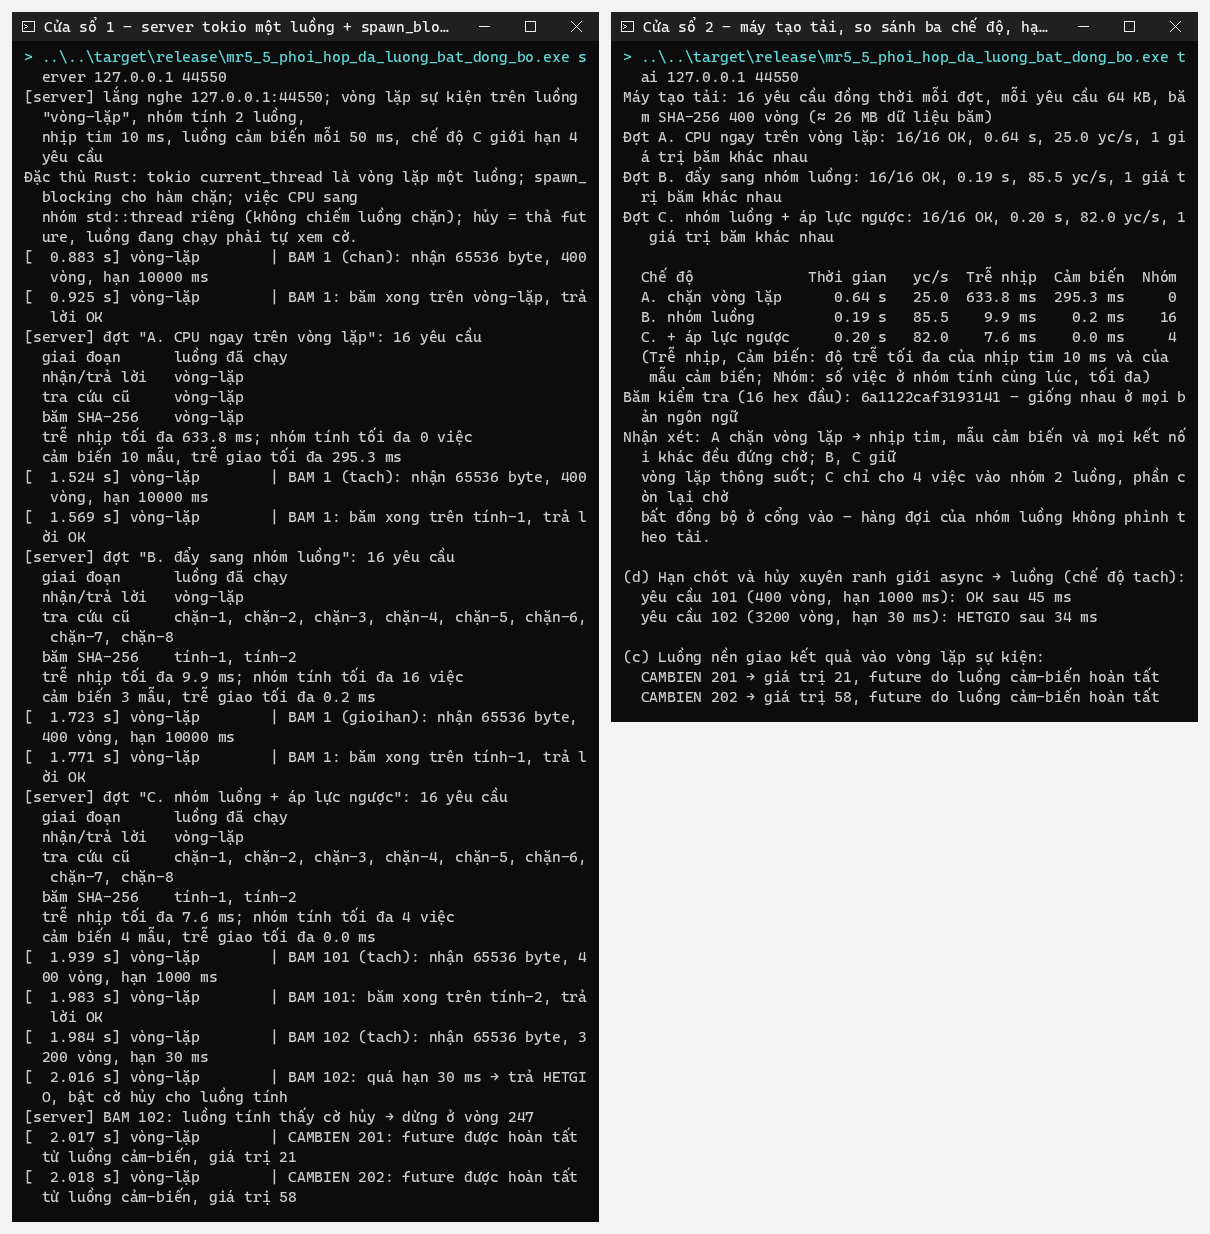 Cửa sổ 1 — server tokio một luồng + spawn_blo…
> ..\..\target\release\mr5_5_phoi_hop_da_luong_bat_dong_bo.exe s
erver 127.0.0.1 44550
[server] lắng nghe 127.0.0.1:44550; vòng lặp sự kiện trên luồng
"vòng-lặp", nhóm tính 2 luồng,
nhịp tim 10 ms, luồng cảm biến mỗi 50 ms, chế độ C giới hạn 4
yêu cầu
Đặc thù Rust: tokio current_thread là vòng lặp một luồng; spawn_
blocking cho hàm chặn; việc CPU sang
nhóm std::thread riêng (không chiếm luồng chặn); hủy = thả fut
ure, luồng đang chạy phải tự xem cờ.
[  0.883 s] vòng-lặp        | BAM 1 (chan): nhận 65536 byte, 400
vòng, hạn 10000 ms
[  0.925 s] vòng-lặp        | BAM 1: băm xong trên vòng-lặp, trả
lời OK
[server] đợt "A. CPU ngay trên vòng lặp": 16 yêu cầu
giai đoạn      luồng đã chạy
nhận/trả lời   vòng-lặp
tra cứu cũ     vòng-lặp
băm SHA-256    vòng-lặp
trễ nhịp tối đa 633.8 ms; nhóm tính tối đa 0 việc
cảm biến 10 mẫu, trễ giao tối đa 295.3 ms
[  1.524 s] vòng-lặp        | BAM 1 (tach): nhận 65536 byte, 400
vòng, hạn 10000 ms
[  1.569 s] vòng-lặp        | BAM 1: băm xong trên tính-1, trả l
ời OK
[server] đợt "B. đẩy sang nhóm luồng": 16 yêu cầu
giai đoạn      luồng đã chạy
nhận/trả lời   vòng-lặp
tra cứu cũ     chặn-1, chặn-2, chặn-3, chặn-4, chặn-5, chặn-6,
chặn-7, chặn-8
băm SHA-256    tính-1, tính-2
trễ nhịp tối đa 9.9 ms; nhóm tính tối đa 16 việc
cảm biến 3 mẫu, trễ giao tối đa 0.2 ms
[  1.723 s] vòng-lặp        | BAM 1 (gioihan): nhận 65536 byte,
400 vòng, hạn 10000 ms
[  1.771 s] vòng-lặp        | BAM 1: băm xong trên tính-1, trả l
ời OK
[server] đợt "C. nhóm luồng + áp lực ngược": 16 yêu cầu
giai đoạn      luồng đã chạy
nhận/trả lời   vòng-lặp
tra cứu cũ     chặn-1, chặn-2, chặn-3, chặn-4, chặn-5, chặn-6,
chặn-7, chặn-8
băm SHA-256    tính-1, tính-2
trễ nhịp tối đa 7.6 ms; nhóm tính tối đa 4 việc
cảm biến 4 mẫu, trễ giao tối đa 0.0 ms
[  1.939 s] vòng-lặp        | BAM 101 (tach): nhận 65536 byte, 4
00 vòng, hạn 1000 ms
[  1.983 s] vòng-lặp        | BAM 101: băm xong trên tính-2, trả
lời OK
[  1.984 s] vòng-lặp        | BAM 102 (tach): nhận 65536 byte, 3
200 vòng, hạn 30 ms
[  2.016 s] vòng-lặp        | BAM 102: quá hạn 30 ms → trả HETGI
O, bật cờ hủy cho luồng tính
[server] BAM 102: luồng tính thấy cờ hủy → dừng ở vòng 247
[  2.017 s] vòng-lặp        | CAMBIEN 201: future được hoàn tất
từ luồng cảm-biến, giá trị 21
[  2.018 s] vòng-lặp        | CAMBIEN 202: future được hoàn tất
từ luồng cảm-biến, giá trị 58
Cửa sổ 2 — máy tạo tải, so sánh ba chế độ, hạ…
> ..\..\target\release\mr5_5_phoi_hop_da_luong_bat_dong_bo.exe t
ai 127.0.0.1 44550
Máy tạo tải: 16 yêu cầu đồng thời mỗi đợt, mỗi yêu cầu 64 KB, bă
m SHA-256 400 vòng (≈ 26 MB dữ liệu băm)
Đợt A. CPU ngay trên vòng lặp: 16/16 OK, 0.64 s, 25.0 yc/s, 1 gi
á trị băm khác nhau
Đợt B. đẩy sang nhóm luồng: 16/16 OK, 0.19 s, 85.5 yc/s, 1 giá t
rị băm khác nhau
Đợt C. nhóm luồng + áp lực ngược: 16/16 OK, 0.20 s, 82.0 yc/s, 1
giá trị băm khác nhau
Chế độ             Thời gian   yc/s  Trễ nhịp  Cảm biến  Nhóm
A. chặn vòng lặp      0.64 s   25.0  633.8 ms  295.3 ms     0
B. nhóm luồng         0.19 s   85.5    9.9 ms    0.2 ms    16
C. + áp lực ngược     0.20 s   82.0    7.6 ms    0.0 ms     4
(Trễ nhịp, Cảm biến: độ trễ tối đa của nhịp tim 10 ms và của
mẫu cảm biến; Nhóm: số việc ở nhóm tính cùng lúc, tối đa)
Băm kiểm tra (16 hex đầu): 6a1122caf3193141 — giống nhau ở mọi b
ản ngôn ngữ
Nhận xét: A chặn vòng lặp → nhịp tim, mẫu cảm biến và mọi kết nố
i khác đều đứng chờ; B, C giữ
vòng lặp thông suốt; C chỉ cho 4 việc vào nhóm 2 luồng, phần c
òn lại chờ
bất đồng bộ ở cổng vào — hàng đợi của nhóm luồng không phình t
heo tải.
(d) Hạn chót và hủy xuyên ranh giới async → luồng (chế độ tach):
yêu cầu 101 (400 vòng, hạn 1000 ms): OK sau 45 ms
yêu cầu 102 (3200 vòng, hạn 30 ms): HETGIO sau 34 ms
(c) Luồng nền giao kết quả vào vòng lặp sự kiện:
CAMBIEN 201 → giá trị 21, future do luồng cảm-biến hoàn tất
CAMBIEN 202 → giá trị 58, future do luồng cảm-biến hoàn tất